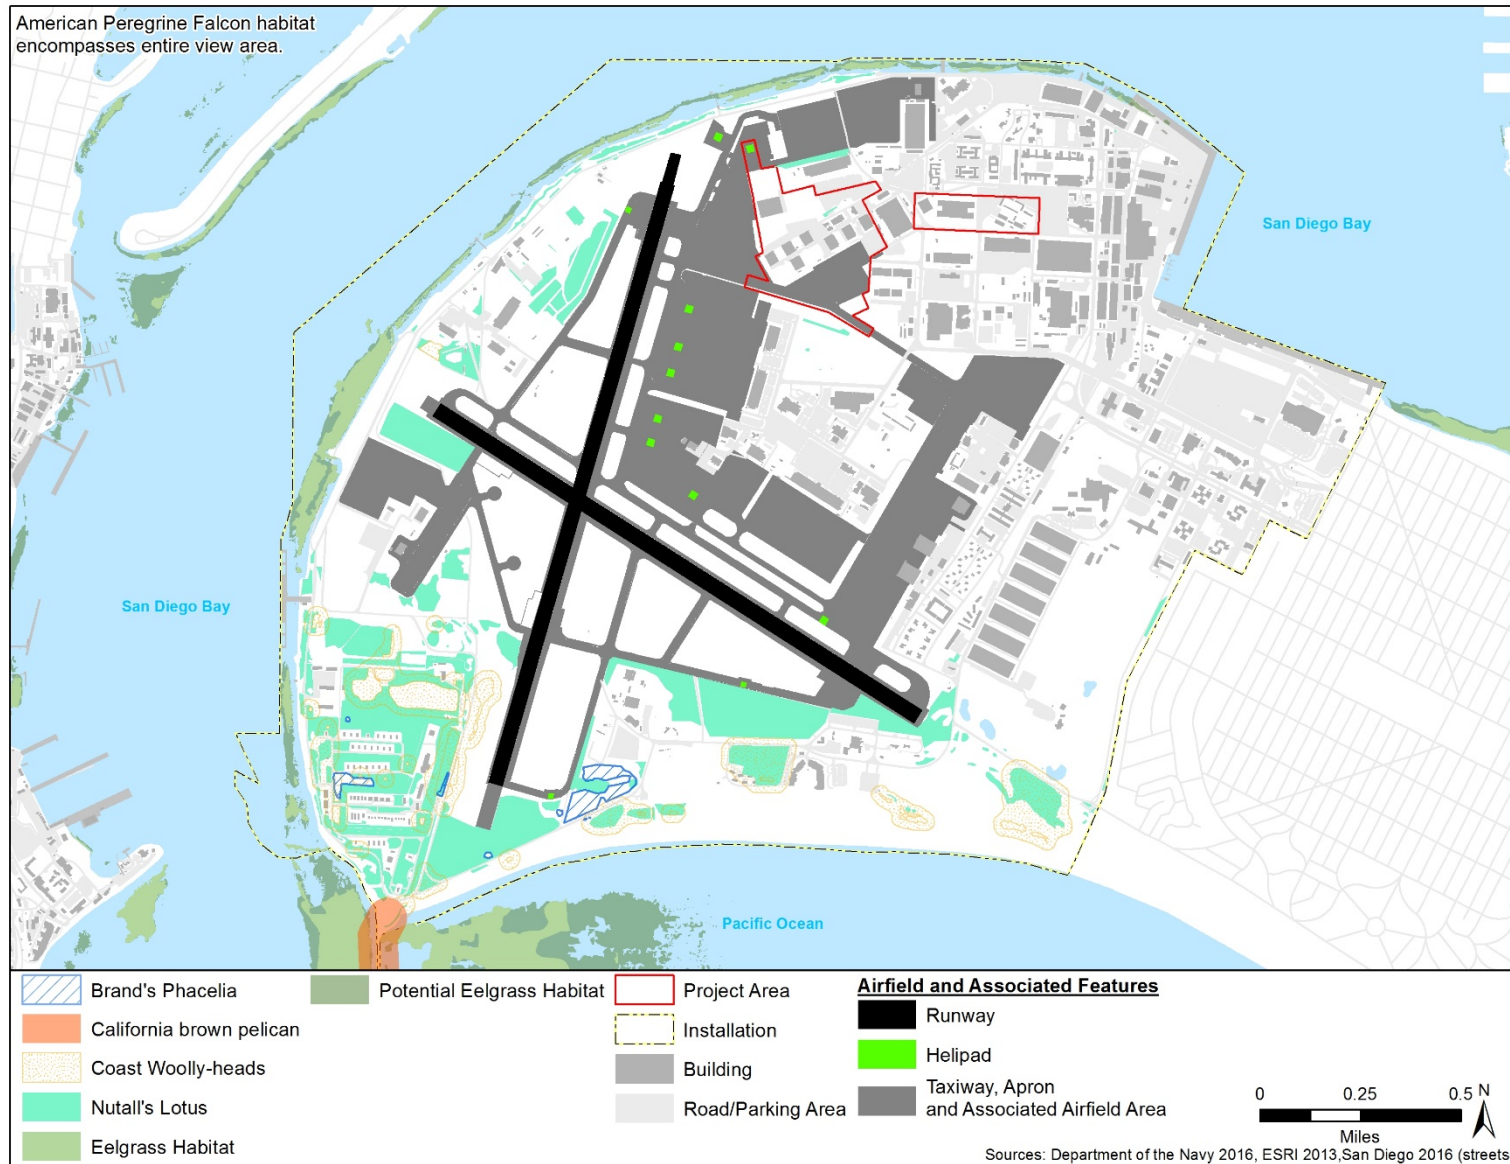 American Peregrine Falcon habitat
encompasses entire view area.
San Diego Bay
San Diego Bay
Pacific Ocean
Brand's Phacelia
California brown pelican
Coast Woolly-heads
Nutall's Lotus
Eelgrass Habitat
Potential Eelgrass Habitat
Project Area
Installation
Building
Road/Parking Area
Airfield and Associated Features
Runway
Helipad
Taxiway, Apron
and Associated Airfield Area
0 0.25 0.5
Miles
N
Sources: Department of the Navy 2016, ESRI 2013,San Diego 2016 (streets